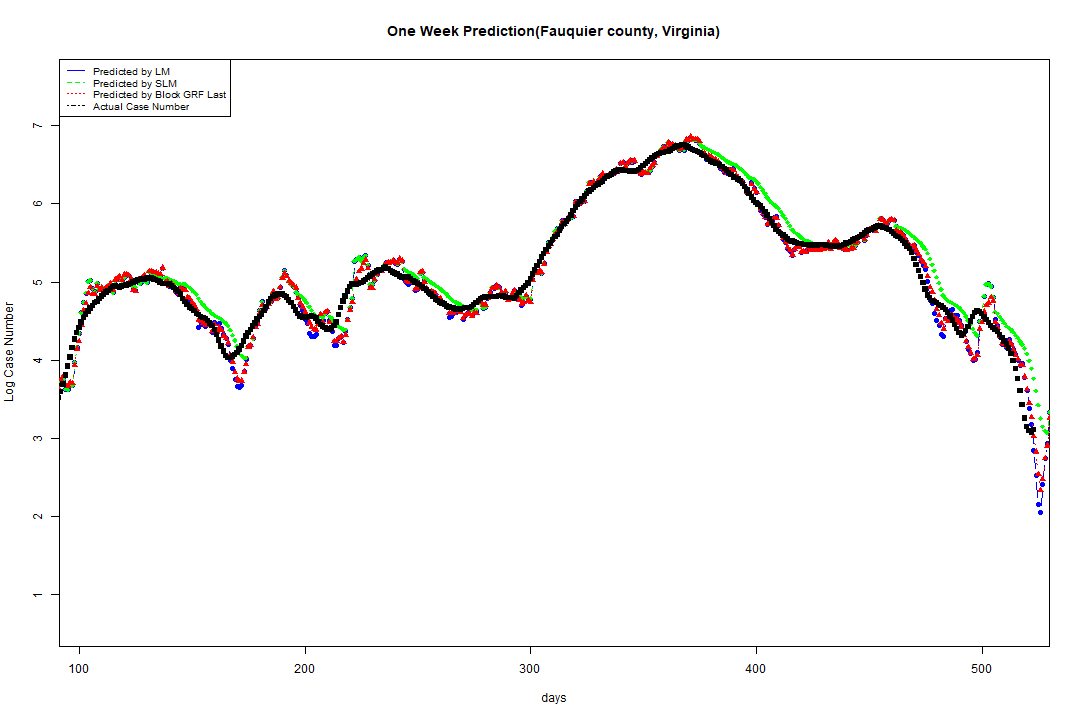 One Week Prediction(Fauquier county, Virginia)
Predicted by LM
Predicted by SLM
Predicted by Block GRF Last
Actual Case Number
7
6
5
4
3
2
1
Log Case Number
100 200 300 400 500
days